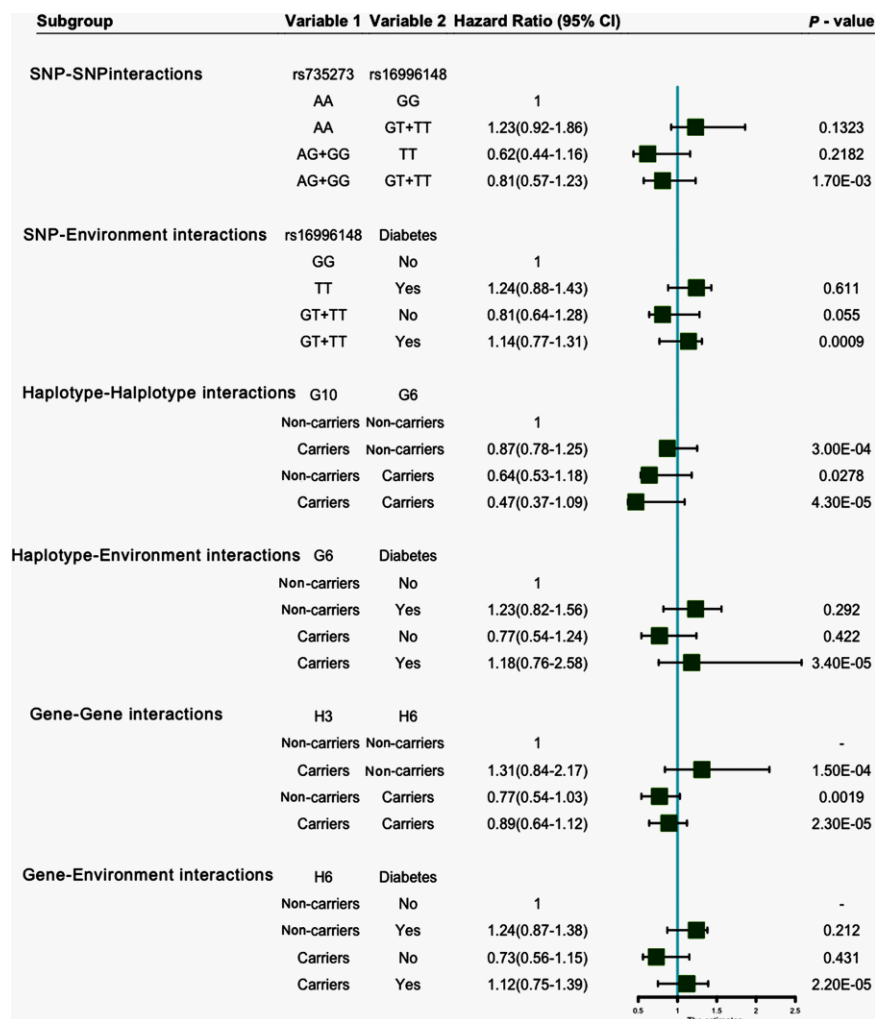 Subgroup Variable 1 Variable 2 Hazard Ratio (95% CI) P - value
SNP-SNPinteractions rs735273 rs16996148
AA GG 1
AA GT+TT 1.23(0.92-1.86) 0.1323
AG+GG TT 0.62(0.44-1.16) 0.2182
AG+GG GT+TT 0.81(0.57-1.23) 1.70E-03
SNP-Environment interactions rs16996148 Diabetes
GG No 1
TT Yes 1.24(0.88-1.43) 0.611
GT+TT No 0.81(0.64-1.28) 0.055
GT+TT Yes 1.14(0.77-1.31) 0.0009
Haplotype-Halplotype interactions G10 G6
Non-carriers Non-carriers 1
Carriers Non-carriers 0.87(0.78-1.25) 3.00E-04
Non-carriers Carriers 0.64(0.53-1.18) 0.0278
Carriers Carriers 0.47(0.37-1.09) 4.30E-05
Haplotype-Environment interactions G6 Diabetes
Non-carriers No 1
Non-carriers Yes 1.23(0.82-1.56) 0.292
Carriers No 0.77(0.54-1.24) 0.422
Carriers Yes 1.18(0.76-2.58) 3.40E-05
Gene-Gene interactions H3 H6
Non-carriers Non-carriers 1 -
Carriers Non-carriers 1.31(0.84-2.17) 1.50E-04
Non-carriers Carriers 0.77(0.54-1.03) 0.0019
Carriers Carriers 0.89(0.64-1.12) 2.30E-05
Gene-Environment interactions H6 Diabetes
Non-carriers No 1 -
Non-carriers Yes 1.24(0.87-1.38) 0.212
Carriers No 0.73(0.56-1.15) 0.431
Carriers Yes 1.12(0.75-1.39) 2.20E-05
0.5 1 1.5 2 2.5